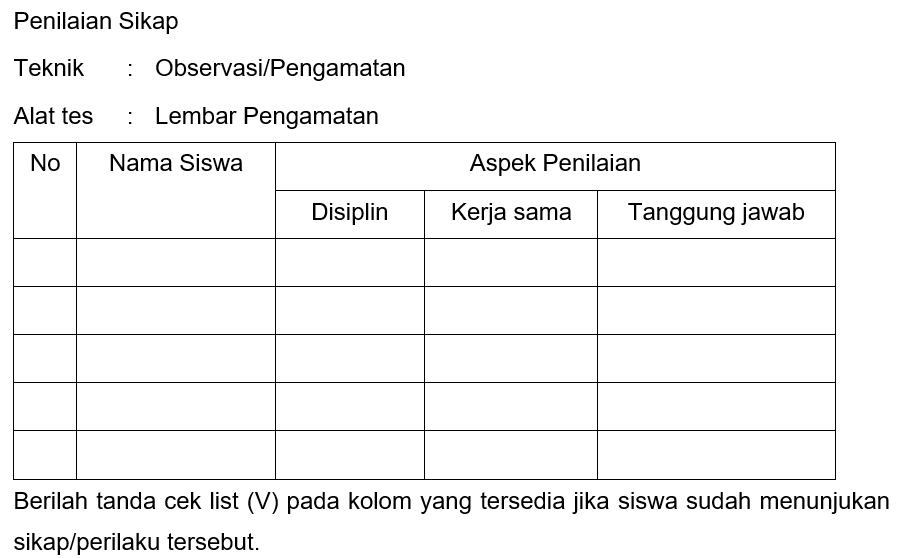 Penilaian Sikap
Teknik : Observasi/Pengamatan
Alat tes : Lembar Pengamatan
No Nama Siswa Aspek Penilaian
Disiplin Kerja sama Tanggung jawab
Berilah tanda cek list (V) pada kolom yang tersedia jika siswa sudah menunjukan
sikap/perilaku tersebut.